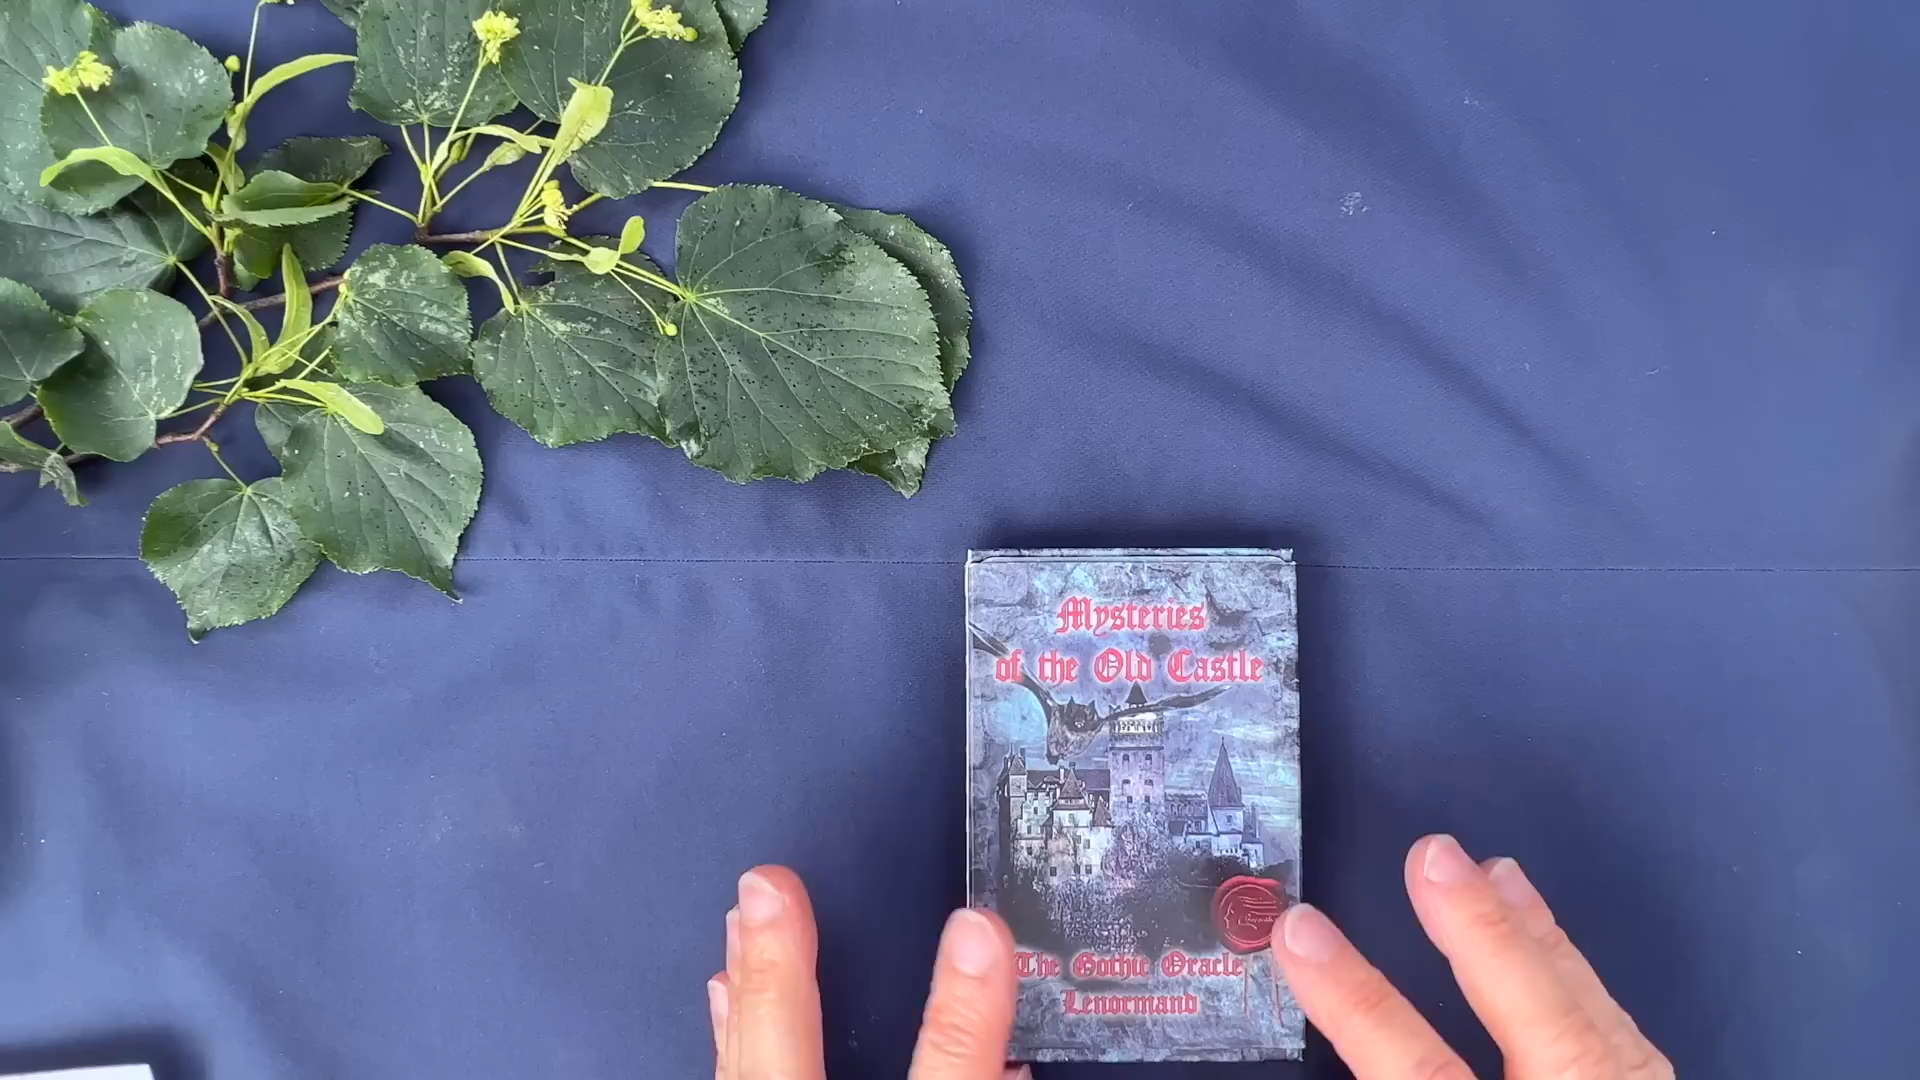 Mysteries
of the Old Castle
The Gothic Oracle
Lenormand